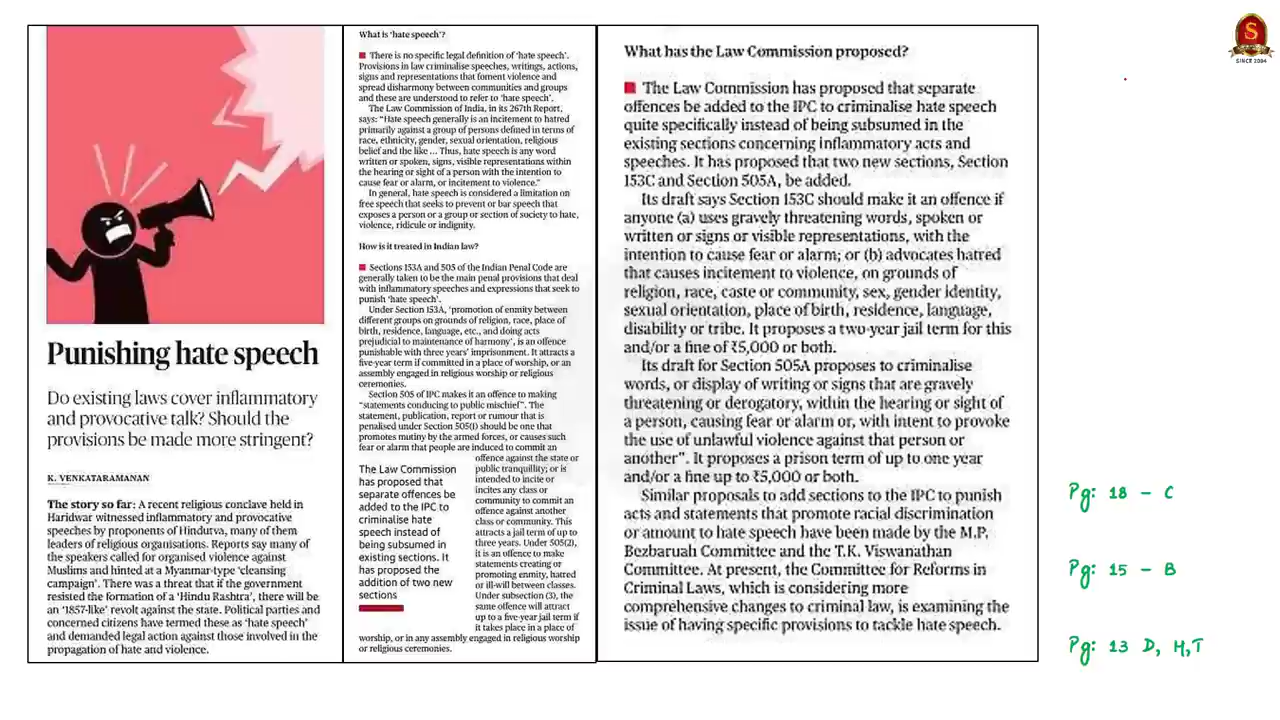 Punishing hate speech
Do existing laws cover inflammatory
and provocative talk? Should the
provisions be made more stringent?
K. VENKATARAMANAN
The story so far: A recent religious conclave held in
Haridwar witnessed inflammatory and provocative
speeches by proponents of Hindutva, many of them
leaders of religious organisations. Reports say many of
the speakers called for organised violence against
Muslims and hinted at a Myanmar-type ‘cleansing
campaign’. There was a threat that if the government
resisted the formation of a ‘Hindu Rashtra’, there will be
an ‘1857-like’ revolt against the state. Political parties and
concerned citizens have termed these as ‘hate speech’
and demanded legal action against those involved in the
propagation of hate and violence.
What is ‘hate speech’?
There is no specific legal definition of ‘hate speech’.
Provisions in law criminalise speeches, writings, actions,
signs and representations that foment violence and
spread disharmony between communities and groups
and these are understood to refer to ‘hate speech’.
The Law Commission of India, in its 267th Report,
says: “Hate speech generally is an incitement to hatred
primarily against a group of persons defined in terms of
race, ethnicity, gender, sexual orientation, religious
belief and the like ... Thus, hate speech is any word
written or spoken, signs, visible representations within
the hearing or sight of a person with the intention to
cause fear or alarm, or incitement to violence.”
In general, hate speech is considered a limitation on
free speech that seeks to prevent or bar speech that
exposes a person or a group or section of society to hate,
violence, ridicule or indignity.
How is it treated in Indian law?
Sections 153A and 505 of the Indian Penal Code are
generally taken to be the main penal provisions that deal
with inflammatory speeches and expressions that seek to
punish ‘hate speech’.
Under Section 153A, ‘promotion of enmity between
different groups on grounds of religion, race, place of
birth, residence, language, etc., and doing acts
prejudicial to maintenance of harmony’, is an offence
punishable with three years’ imprisonment. It attracts a
five-year term if committed in a place of worship, or an
assembly engaged in religious worship or religious
ceremonies.
Section 505 of IPC makes it an offence to making
“statements conducing to public mischief”. The
statement, publication, report or rumour that is
penalised under Section 505(1) should be one that
promotes mutiny by the armed forces, or causes such
fear or alarm that people are induced to commit an
offence against the state or
public tranquility; or is
intended to incite or
incites any class or
community to commit an
offence against another
class or community. This
attracts a jail term of up to
three years. Under 505(2),
it is an offence to make
statements creating or
promoting enmity, hatred
or ill-will between classes.
Under subsection (3), the
same offence will attract
up to a five-year jail term if
it takes place in a place of
worship, or in any assembly engaged in religious worship
or religious ceremonies.
The Law Commission
has proposed that
separate offences be
added to the IPC to
criminalise hate
speech instead of
being subsumed in
existing sections. It
has proposed the
addition of two new
sections
What has the Law Commission proposed?
The Law Commission has proposed that separate
offences be added to the IPC to criminalise hate speech
quite specifically instead of being subsumed in the
existing sections concerning inflammatory acts and
speeches. It has proposed that two new sections, Section
153C and Section 505A, be added.
Its draft says Section 153C should make it an offence if
anyone (a) uses gravely threatening words, spoken or
written or signs or visible representations, with the
intention to cause fear or alarm; or (b) advocates hatred
that causes incitement to violence, on grounds of
religion, race, caste or community, sex, gender identity,
sexual orientation, place of birth, residence, language,
disability or tribe. It proposes a two-year jail term for this
and/or a fine of ₹5,000 or both.
Its draft for Section 505A proposes to criminalise
words, or display of writing or signs that are gravely
threatening or derogatory, within the hearing or sight of
a person, causing fear or alarm or, with intent to provoke
the use of unlawful violence against that person or
another”. It proposes a prison term of up to one year
and/or a fine up to ₹5,000 or both.
Similar proposals to add sections to the IPC to punish
acts and statements that promote racial discrimination
or amount to hate speech have been made by the M.P.
Bezbaruah Committee and the T.K. Viswanathan
Committee. At present, the Committee for Reforms in
Criminal Laws, which is considering more
comprehensive changes to criminal law, is examining the
issue of having specific provisions to tackle hate speech.
S
SINCE 2004
Pg: 18 - C
Pg: 15 - B
Pg: 13 D, H,T